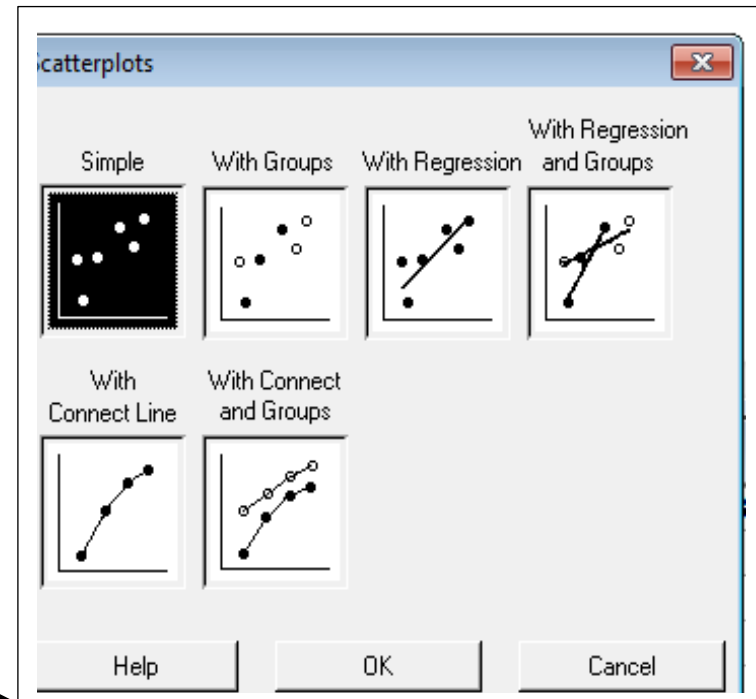 catterplots
Simple
With Groups
With Regression
With Regression
and Groups
With
Connect Line
With Connect
and Groups
Help
OK
Cancel